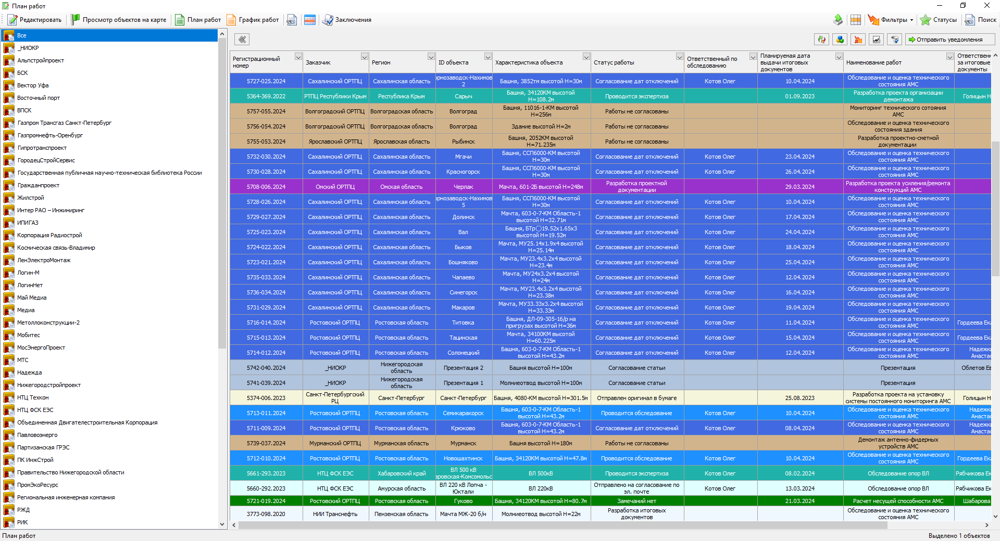 План работ
Редактировать
Просмотр объектов на карте
План работ
График работ
Заключения
Фильтры
Статусы
Поиск
Отправить уведомления
Все
_НИОКР
Альпстройпроект
БСК
Вектор Уфа
Восточный порт
ВПСК
Газпром Трансгаз Санкт-Петербург
Газпромнефть-Оренбург
Гипротранспроект
ГородецСтройСервис
Государственная публичная научно-техническая библиотека России
Гражданпроект
Жилстрой
Интер РАО – Инжиниринг
ИПИГАЗ
Корпорация Радиострой
Космическая связь-Владимир
ЛенЭлектроМонтаж
Логин-М
ЛогинНет
Май Медиа
Медиа
Метоллоконструкции-2
Мобитес
МосЭнергоПроект
МТС
Надежда
Нижегородстройпроект
НТЦ Техкон
НТЦ ФСК ЕЭС
Объединенная Двигателестроительная Корпорация
Павловоэнерго
Партизанская ГРЭС
ПК ИнжСтрой
Правительство Нижегородской области
ПромЭкоРесурс
Региональная инженерная компания
РЖД
РИК
Регистрационный номер Заказчик Регион ID объекта Характеристика объекта Статус работы Ответственный по обследованию Планируемая дата выдачи итоговых документов Наименование работ Ответственн за итоговые документы
5727-025.2024 Сахалинский ОРТПЦ Сахалинская область орнозаводск-Нахимов 2 Башня, 3852тм высотой H=30м Согласование дат отключений Котов Олег 10.04.2024 Обследование и оценка технического состояния АМС
5364-369.2022 РТПЦ Республики Крым Республика Крым Сарыч Башня, 34120КМ высотой H=108.2м Проводится экспертиза 01.09.2023 Разработка проекта организации демонтажа Голицын Н
5757-055.2024 Волгоградский ОРТПЦ Волгоградская область Волгоград Башня, 11016-1-КМ высотой H=256м Работы не согласованы Мониторинг технического сотояния АМС
5756-054.2024 Волгоградский ОРТПЦ Волгоградская область Волгоград Здание высотой H=2м Работы не согласованы Обследование и оценка технического состояния здания
5755-053.2024 Ярославский ОРТПЦ Ярославская область Рыбинск Башня, 2052КМ высотой H=71.235м Работы не согласованы Разработка проектно-сметной документации
5732-030.2024 Сахалинский ОРТПЦ Сахалинская область Мгачи Башня, ССП6000-КМ высотой H=30м Согласование дат отключений Котов Олег 23.04.2024 Обследование и оценка технического состояния АМС
5730-028.2024 Сахалинский ОРТПЦ Сахалинская область Красногорск Башня, ССП6000-КМ высотой H=30м Согласование дат отключений Котов Олег 26.04.2024 Обследование и оценка технического состояния АМС
5708-006.2024 Омский ОРТПЦ Омская область Черлак Мачта, 601-2Б высотой H=248м Разработка проектной документации 29.03.2024 Разработка проекта усиления/ремонта конструкций АМС
5728-026.2024 Сахалинский ОРТПЦ Сахалинская область орнозаводск-Нахимов 5 Башня, ССП6000-КМ высотой H=30м Согласование дат отключений Котов Олег 10.04.2024 Обследование и оценка технического состояния АМС
5729-027.2024 Сахалинский ОРТПЦ Сахалинская область Долинск Мачта, 603-0-7-КМ Область-1 высотой H=32.71м Согласование дат отключений Котов Олег 17.04.2024 Обследование и оценка технического состояния АМС
5725-023.2024 Сахалинский ОРТПЦ Сахалинская область Вал Башня, БТр◯19.52х1.65х3 высотой H=19.52м Согласование дат отключений Котов Олег 24.04.2024 Обследование и оценка технического состояния АМС
5724-022.2024 Сахалинский ОРТПЦ Сахалинская область Быков Мачта, МУ25.14х1.9х4 высотой H=25.14м Согласование дат отключений Котов Олег 18.04.2024 Обследование и оценка технического состояния АМС
5723-021.2024 Сахалинский ОРТПЦ Сахалинская область Бошняково Мачта, МУ23.4х3.2х4 высотой H=23.4м Согласование дат отключений Котов Олег 25.04.2024 Обследование и оценка технического состояния АМС
5735-033.2024 Сахалинский ОРТПЦ Сахалинская область Чапаево Мачта, МУ24х3.2х4 высотой H=24м Согласование дат отключений Котов Олег 12.04.2024 Обследование и оценка технического состояния АМС
5736-034.2024 Сахалинский ОРТПЦ Сахалинская область Синегорск Мачта, МУ23.4х3.2х4 высотой H=23.38м Согласование дат отключений Котов Олег 16.04.2024 Обследование и оценка технического состояния АМС
5731-029.2024 Сахалинский ОРТПЦ Сахалинская область Макаров Мачта, МУ33.33х3.2х4 высотой H=33.33м Согласование дат отключений Котов Олег 19.04.2024 Обследование и оценка технического состояния АМС
5716-014.2024 Ростовский ОРТПЦ Ростовская область Титовка Башня, ДЛ-09-305-16/р на пригрузах высотой H=36м Согласование дат отключений Котов Олег 11.04.2024 Обследование и оценка технического состояния АМС Гордеева Ека
5715-013.2024 Ростовский ОРТПЦ Ростовская область Тацинская Мачта, 34100КМ высотой H=60.225м Согласование дат отключений Котов Олег 15.04.2024 Обследование и оценка технического состояния АМС Гордеева Ека
5714-012.2024 Ростовский ОРТПЦ Ростовская область Солонецкий Башня, 603-0-7-КМ Область-1 высотой H=43.2м Согласование дат отключений Котов Олег 12.04.2024 Обследование и оценка технического состояния АМС Надежки Анастас
5742-040.2024 _НИОКР Нижегородская область Презентация 2 Башня высотой H=100м Согласование статьи Презентация Облетов Ев
5741-039.2024 _НИОКР Нижегородская область Презентация 1 Молниеотвод высотой H=100м Согласование статьи Презентация
5374-006.2023 Санкт-Петербургский РЦ Санкт-Петербург Санкт-Петербург Башня, 4080-КМ высотой H=301.5м Отправлен оригинал в бумаге 25.08.2023 Разработка проекта на установку системы постоянного мониторинга АМС Голицын Н
5713-011.2024 Ростовский ОРТПЦ Ростовская область Семикаракорск Башня, 603-0-7-КМ Область-1 высотой H=43.2м Проводится обследование Котов Олег 10.04.2024 Обследование и оценка технического состояния АМС Надежки Анастас
5711-009.2024 Ростовский ОРТПЦ Ростовская область Крюково Башня, 603-0-7-КМ Область-1 высотой H=43.2м Согласование дат отключений Котов Олег 08.04.2024 Обследование и оценка технического состояния АМС Надежки Анастас
5739-037.2024 Мурманский ОРТПЦ Мурманская область Мурманск Башня высотой H=180м Работы не согласованы Демонтаж антенно-фидерных устройств АМС
5712-010.2024 Ростовский ОРТПЦ Ростовская область Новошахтинск Башня, 34120КМ высотой H=47.8м Проводится обследование Котов Олег 10.04.2024 Обследование и оценка технического состояния АМС Гордеева Ека
5661-293.2023 НТЦ ФСК ЕЭС Хабаровский край ВЛ 500 кВ аровская-Комсомольс ВЛ 500кВ Проводится экспертиза Котов Олег 08.02.2024 Обследование опор ВЛ Рябчикова Ек
5660-292.2023 НТЦ ФСК ЕЭС Амурская область ВЛ 220 кВ Лопча - Юктали ВЛ 220кВ Отправлено на согласование по эл. почте Котов Олег 13.03.2024 Обследование опор ВЛ Рябчикова Ек
5721-019.2024 Ростовский ОРТПЦ Ростовская область Гуково Башня, 34120КМ высотой H=80.7м Замечаний нет 21.03.2024 Расчет несущей способности АМС Шабарова
3773-098.2020 НИИ Транснефть Пензенская область Мачта МЖ-20 б/н Молниеотвод высотой H=22м Разработка итоговых документов Обследование и оценка технического состояния АМС
План работ
Выделено 1 объектов